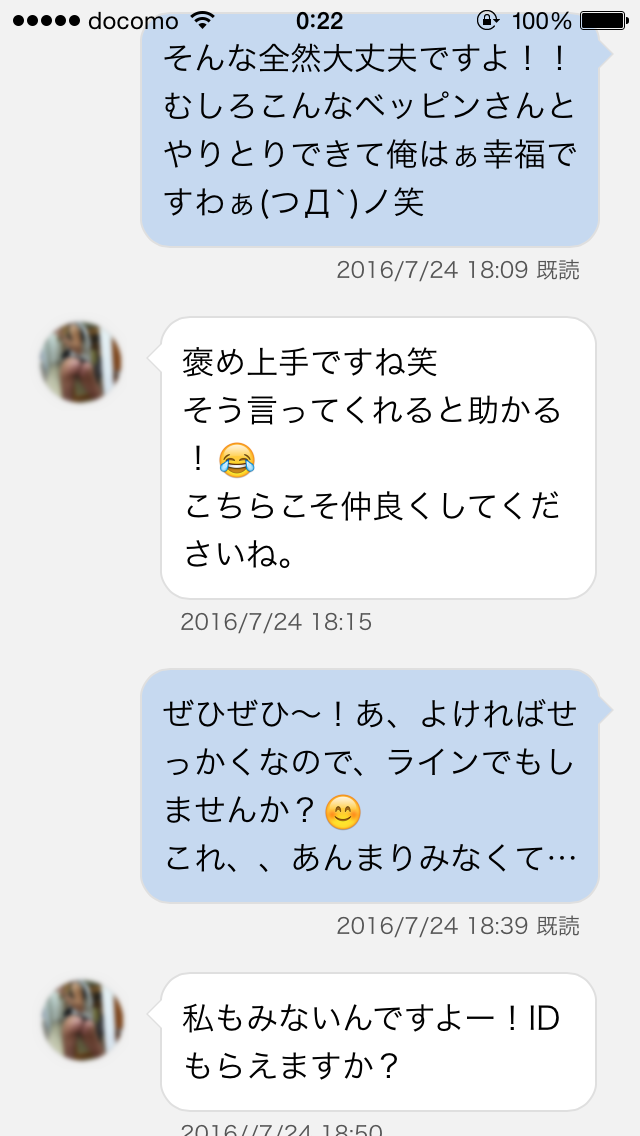 docomo 0:22 100%
そんな全然大丈夫ですよ！！
むしろこんなベッピンさんと
やりとりできて俺はぁ幸福で
すわぁ(つД`)ノ笑
2016/7/24 18:09 既読
褒め上手ですね笑
そう言ってくれると助かる
！😂
こちらこそ仲良くしてくだ
さいね。
2016/7/24 18:15
ぜひぜひ〜！あ、よければせ
っかくなので、ラインでもし
ませんか？😊
これ、、あんまりみなくて…
2016/7/24 18:39 既読
私もみないんですよー！ID
もらえますか？
2016//7/24 18:50